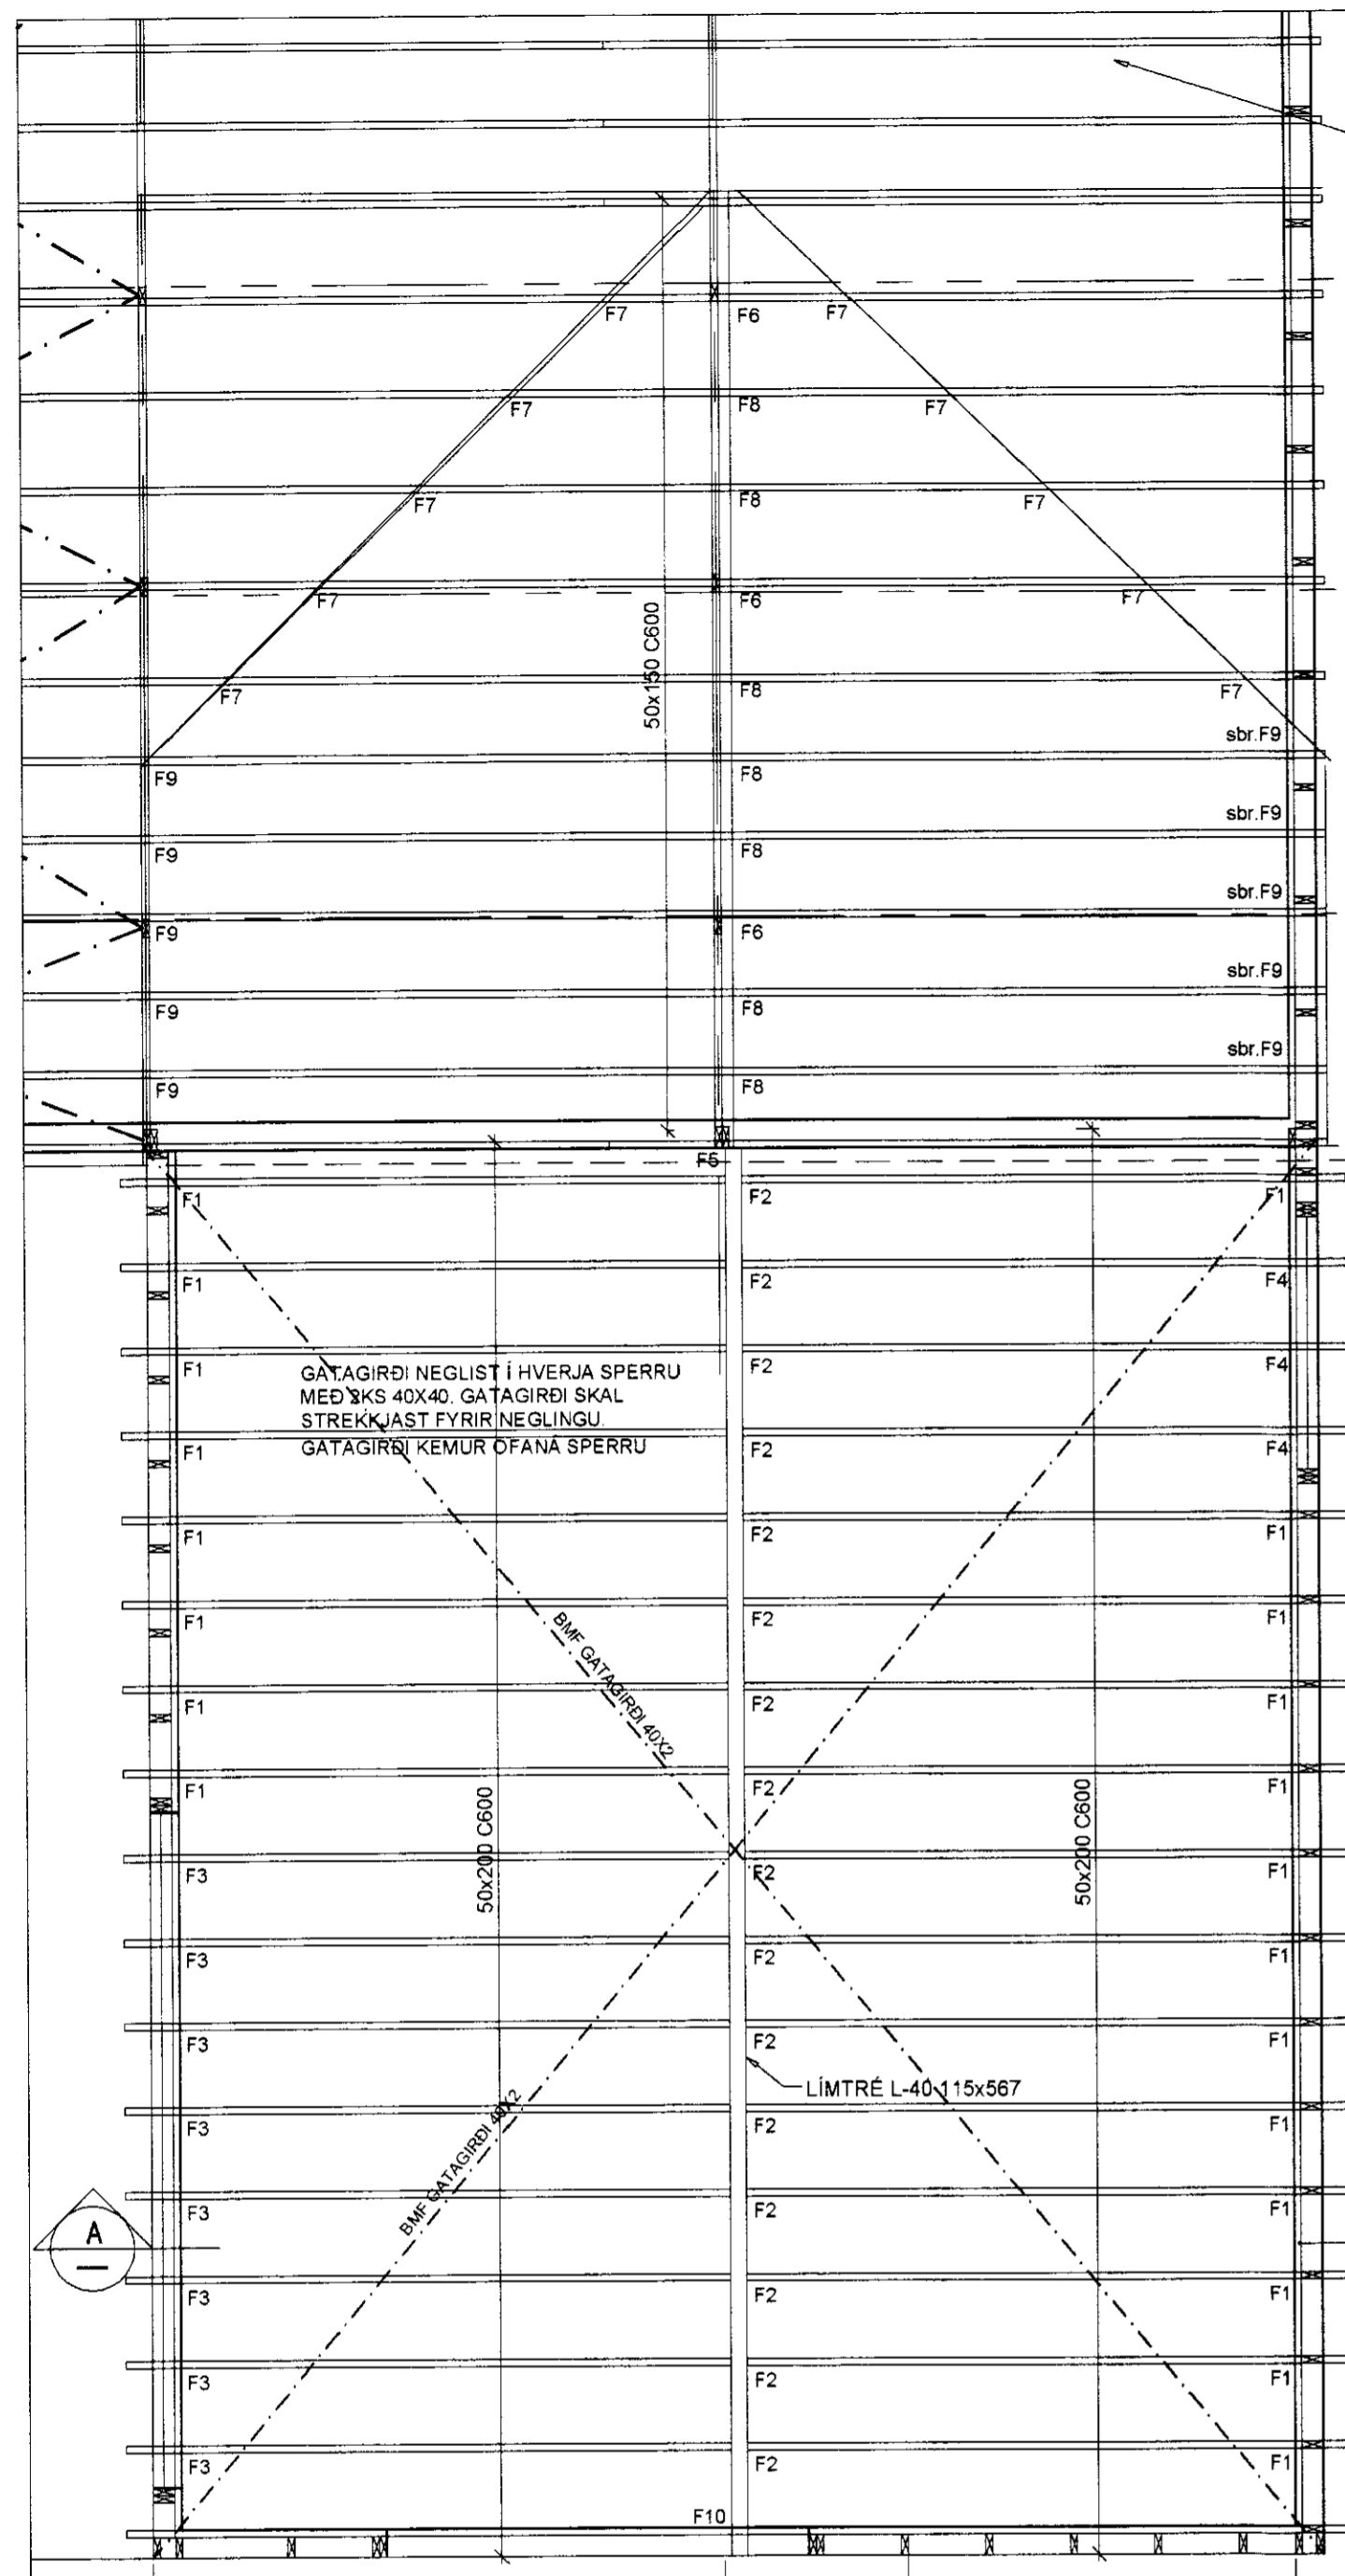 F7 F6 F7
F7 F8 F7
F7 F8 F7
F7 F6 F7
50x150 C600
F7 F8 F7
sbr.F9
F9 F8
sbr.F9
F9 F8
sbr.F9
F9 F6
sbr.F9
F9 F8
sbr.F9
F9 F8
F5
F1 F2 F1
F1 F2 F4
F1 F2 F4
GATAGIRÐI NEGLIST Í HVERJA SPERRU
MEÐ 2KS 40X40. GATAGIRÐI SKAL
STREKKJAST FYRIR NEGLINGU.
GATAGIRÐI KEMUR OFANÁ SPERRU
F1 F2 F4
F1 F2 F1
F1 F2 F1
BMF GATAGIRÐI 40X2
F1 F2 F1
F1 F2 F1
50x200 C600
50x200 C600
F3 F2 F1
F3 F2 F1
F3 F2 F1
LÍMTRÉ L-40 115x567
F3 F2 F1
BMF GATAGIRÐI 40X2
F3 F2 F1
A
F3 F2 F1
F3 F2 F1
F3 F2 F1
F10